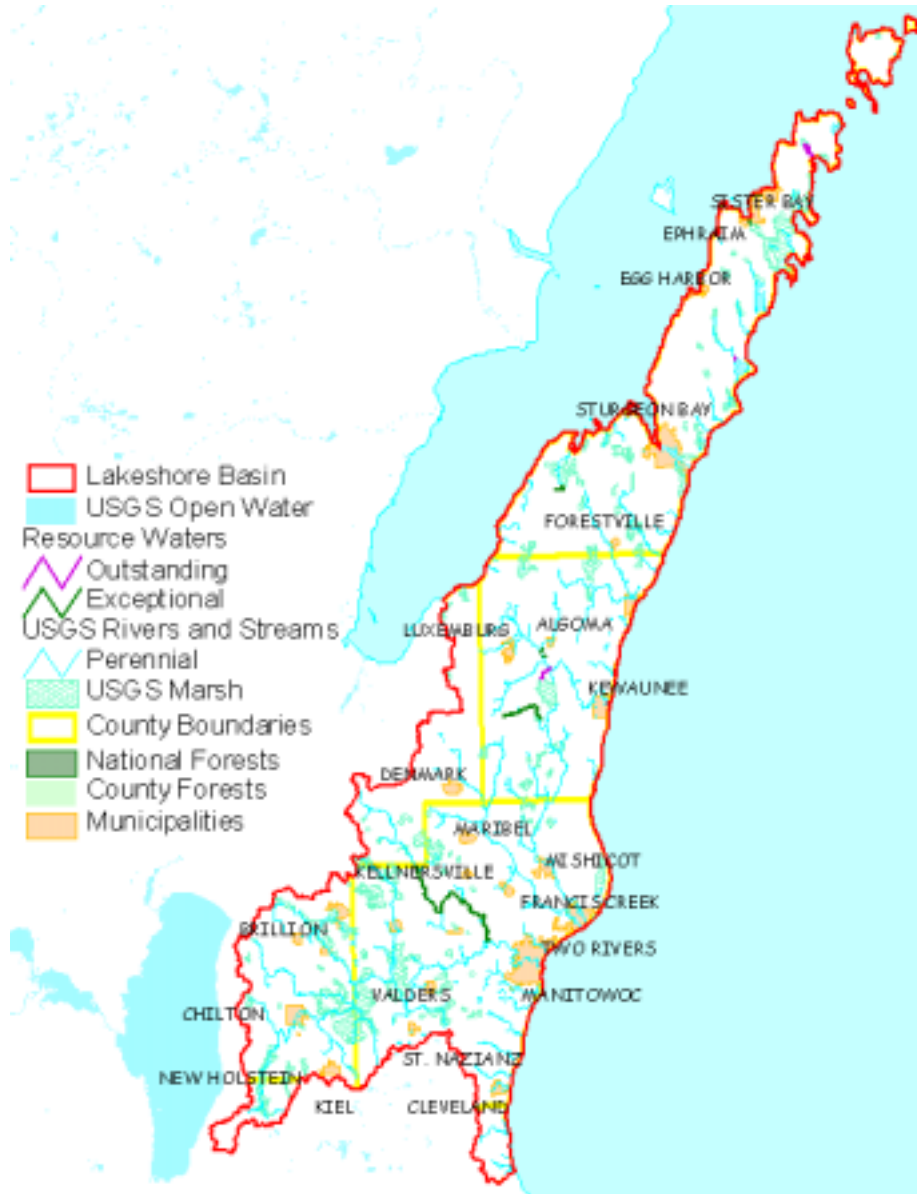 SISTER BAY
EPHRAIM
EGG HARBOR
STURGEON BAY
Lakeshore Basin
USGS Open Water
Resource Waters
FORESTVILLE
Outstanding
Exceptional
USGS Rivers and Streams
LUXEMBURG
ALGOMA
Perennial
USGS Marsh
KEWAUNEE
County Boundaries
National Forests
DENMARK
County Forests
Municipalities
MARIBEL
MISHICOT
KELLNERSVILLE
FRANCIS CREEK
BRILLION
TWO RIVERS
VALDERS
MANITOWOC
CHILTON
ST. NAZIANZ
NEW HOLSTEIN
KIEL
CLEVELAND